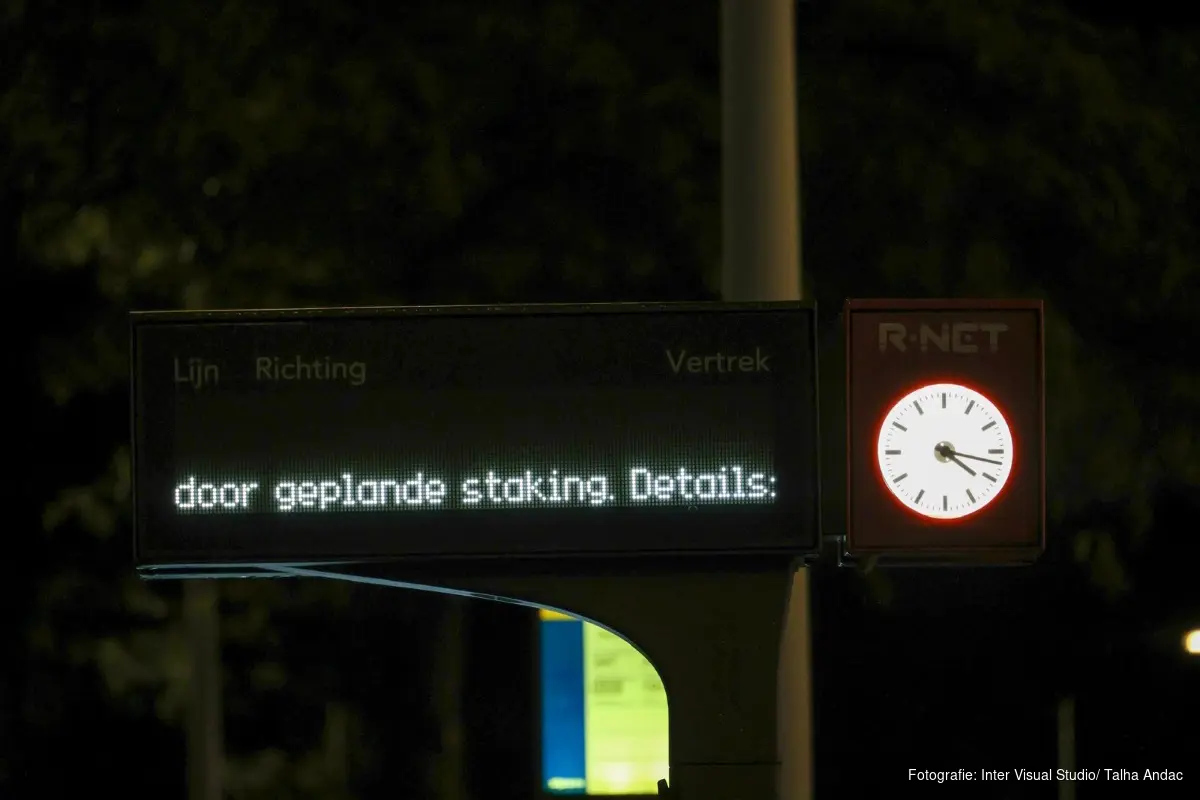 R·NET
Lijn Richting Vertrek
door geplande staking. Details:
Fotografie: Inter Visual Studio/ Talha Andac